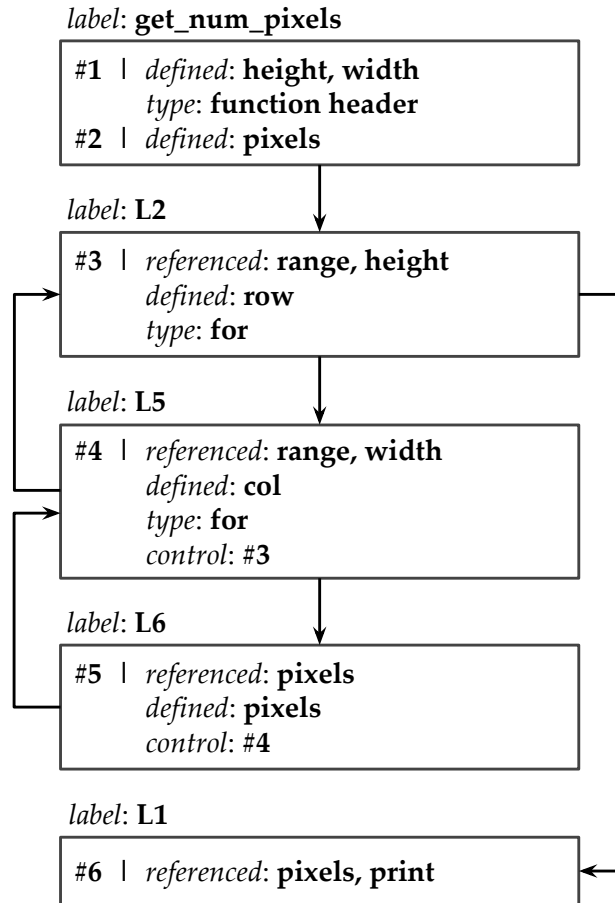 label: get_num_pixels
#1 | defined: height, width
type: function header
#2 | defined: pixels
label: L2
#3 | referenced: range, height
defined: row
type: for
label: L5
#4 | referenced: range, width
defined: col
type: for
control: #3
label: L6
#5 | referenced: pixels
defined: pixels
control: #4
label: L1
#6 | referenced: pixels, print